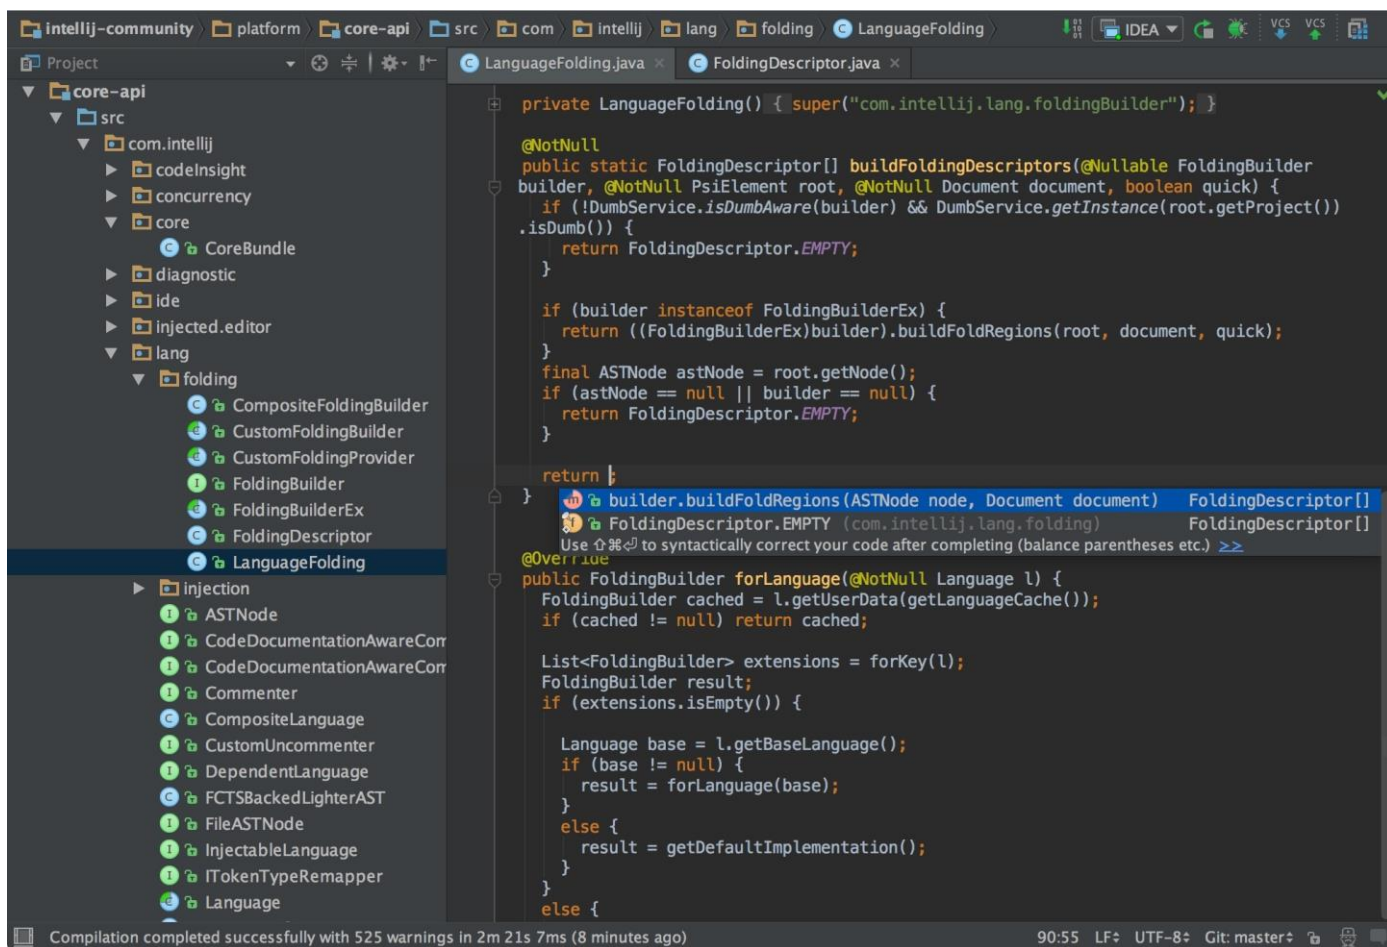 intellij-community platform core-api src com intellij lang folding LanguageFolding IDEA VCS VCS
Project
LanguageFolding.java FoldingDescriptor.java
core-api
src
com.intellij
codeInsight
concurrency
core
CoreBundle
diagnostic
ide
injected.editor
lang
folding
CompositeFoldingBuilder
CustomFoldingBuilder
CustomFoldingProvider
FoldingBuilder
FoldingBuilderEx
FoldingDescriptor
LanguageFolding
injection
ASTNode
CodeDocumentationAwareCom
CodeDocumentationAwareCom
Commenter
CompositeLanguage
CustomUncommenter
DependentLanguage
FCTSBackedLighterAST
FileASTNode
InjectableLanguage
ITokenTypeRemapper
Language
private LanguageFolding() { super("com.intellij.lang.foldingBuilder"); }
@NotNull
public static FoldingDescriptor[] buildFoldingDescriptors(@Nullable FoldingBuilder
builder, @NotNull PsiElement root, @NotNull Document document, boolean quick) {
if (!DumbService.isDumbAware(builder) && DumbService.getInstance(root.getProject())
.isDumb()) {
return FoldingDescriptor.EMPTY;
}
if (builder instanceof FoldingBuilderEx) {
return ((FoldingBuilderEx)builder).buildFoldRegions(root, document, quick);
}
final ASTNode astNode = root.getNode();
if (astNode == null || builder == null) {
return FoldingDescriptor.EMPTY;
}
return ;
}
builder.buildFoldRegions(ASTNode node, Document document) FoldingDescriptor[]
FoldingDescriptor.EMPTY (com.intellij.lang.folding) FoldingDescriptor[]
Use ⇧⌘⏎ to syntactically correct your code after completing (balance parentheses etc.) >>
@Override
public FoldingBuilder forLanguage(@NotNull Language l) {
FoldingBuilder cached = l.getUserData(getLanguageCache());
if (cached != null) return cached;
List<FoldingBuilder> extensions = forKey(l);
FoldingBuilder result;
if (extensions.isEmpty()) {
Language base = l.getBaseLanguage();
if (base != null) {
result = forLanguage(base);
}
else {
result = getDefaultImplementation();
}
}
else {
Compilation completed successfully with 525 warnings in 2m 21s 7ms (8 minutes ago) 90:55 LF UTF-8 Git: master